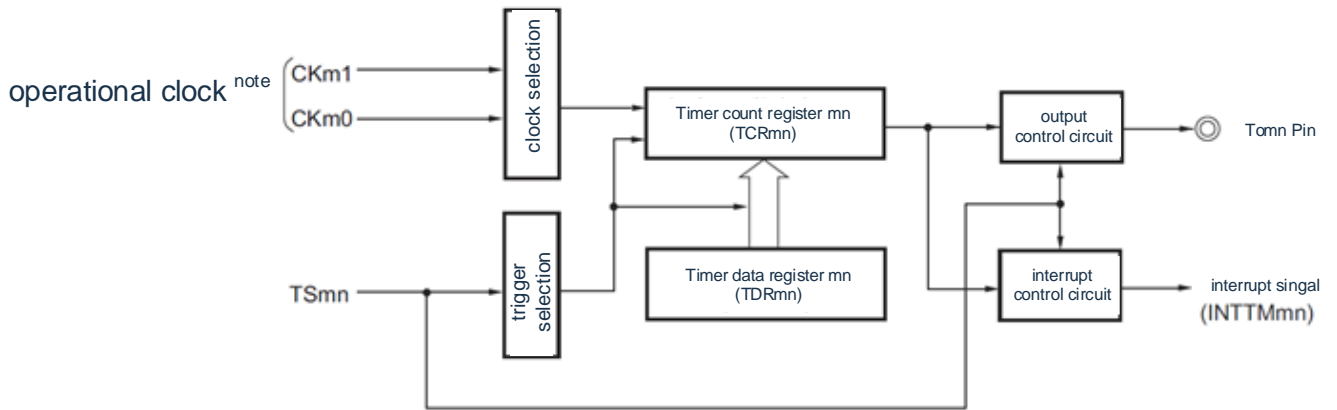 operational clock note
CKm1
CKm0
clock selection
Timer count register mn
(TCRmn)
output
control circuit
Tomn Pin
TSmn
trigger
selection
Timer data register mn
(TDRmn)
interrupt
control circuit
interrupt singal
(INTTMmn)